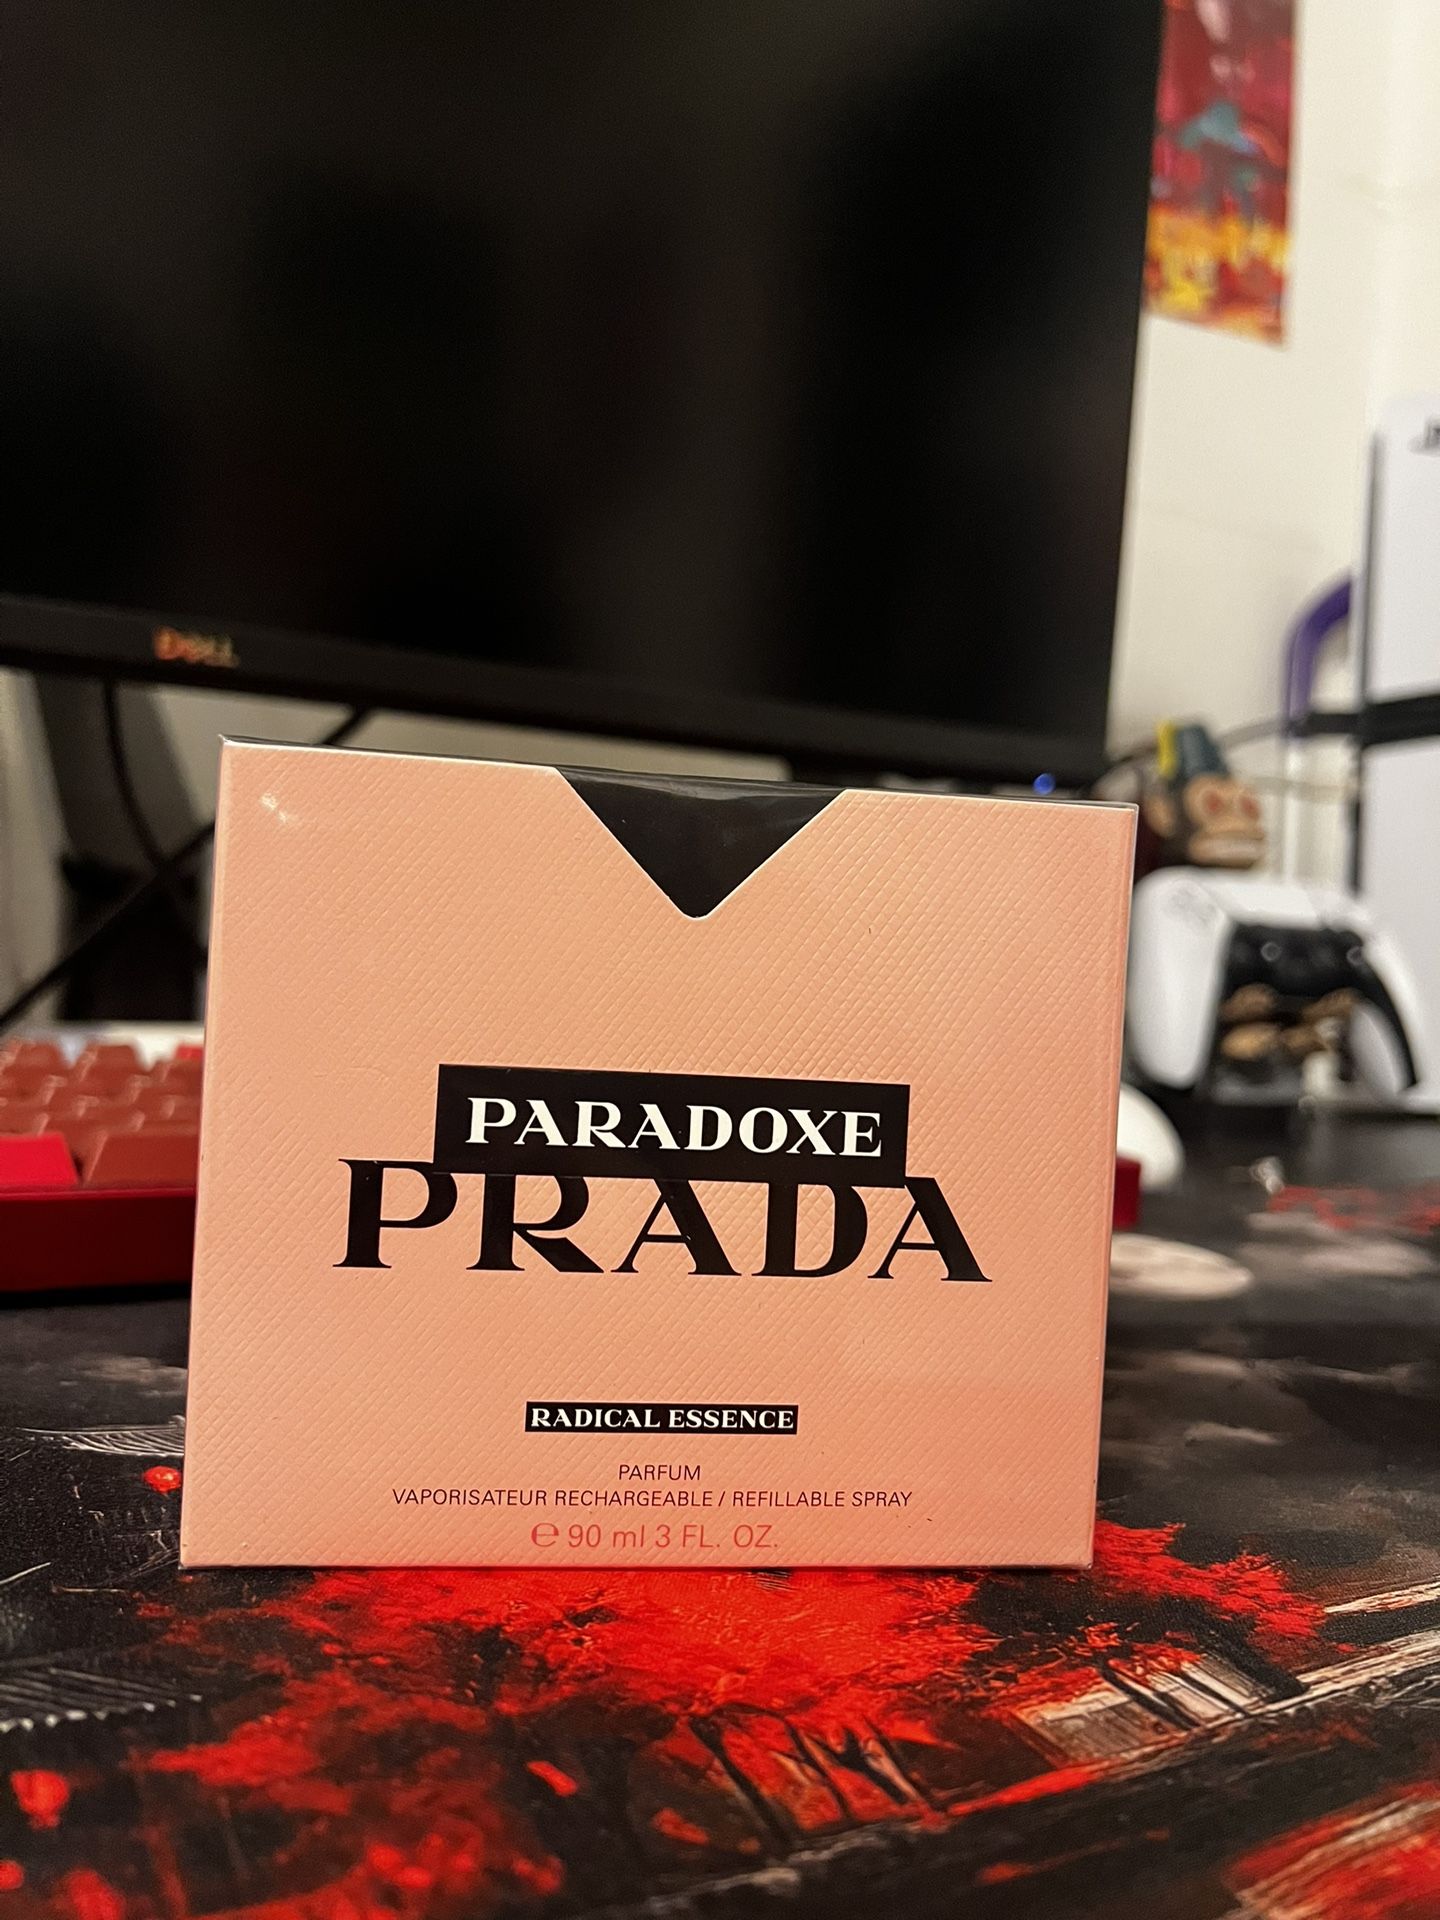 DELL
PARADOXE
PRADA
RADICAL ESSENCE
PARFUM
VAPORISATEUR RECHARGEABLE / REFILLABLE SPRAY
℮ 90 ml 3 FL. OZ.